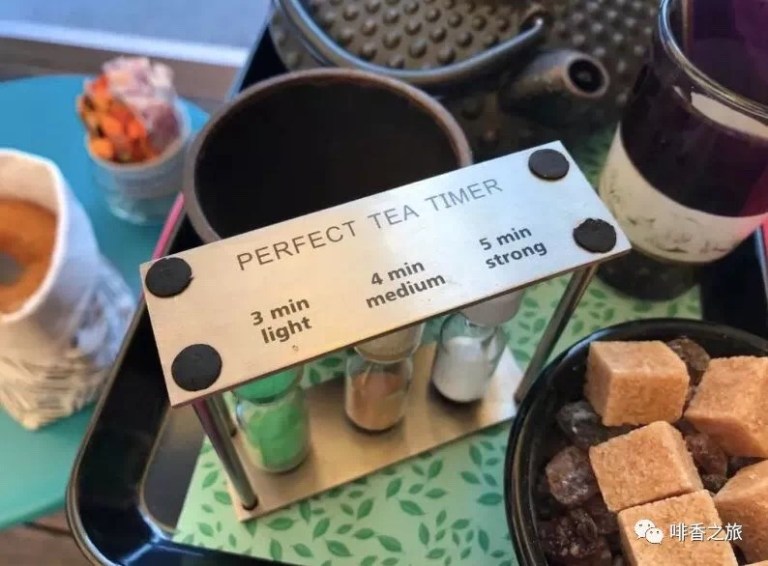 PERFECT TEA TIMER
3 min
light
4 min
medium
5 min
strong
啡香之旅